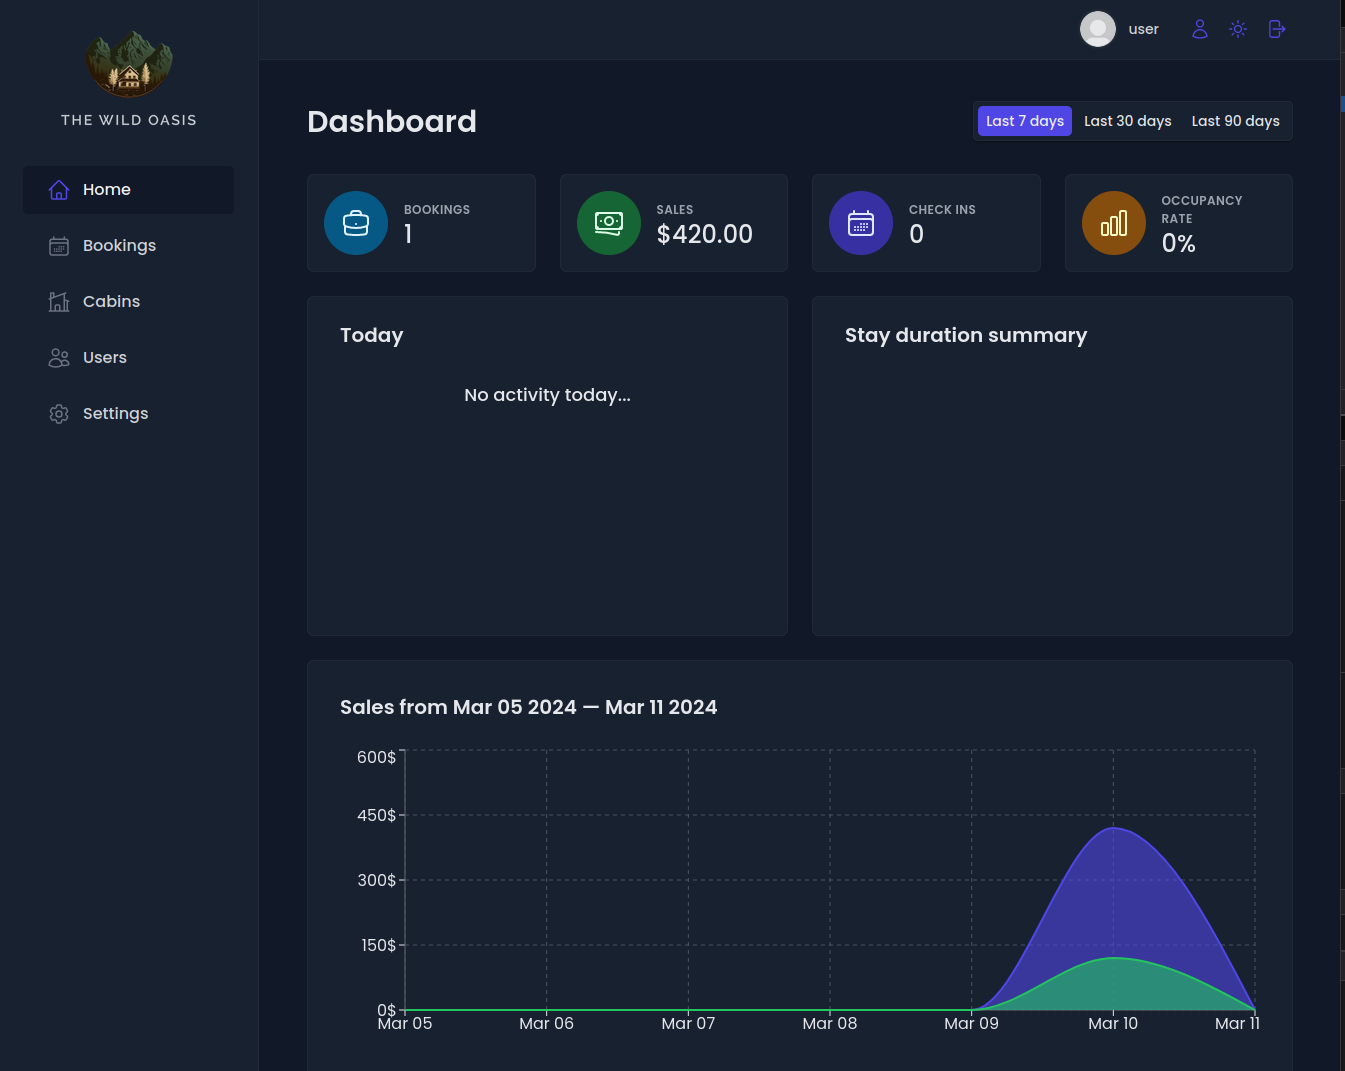 THE WILD OASIS
Home
Bookings
Cabins
Users
Settings
user
Dashboard
Last 7 days
Last 30 days
Last 90 days
BOOKINGS
1
SALES
$420.00
CHECK INS
0
OCCUPANCY
RATE
0%
Today
No activity today...
Stay duration summary
Sales from Mar 05 2024 — Mar 11 2024
600$
450$
300$
150$
0$
Mar 05
Mar 06
Mar 07
Mar 08
Mar 09
Mar 10
Mar 11